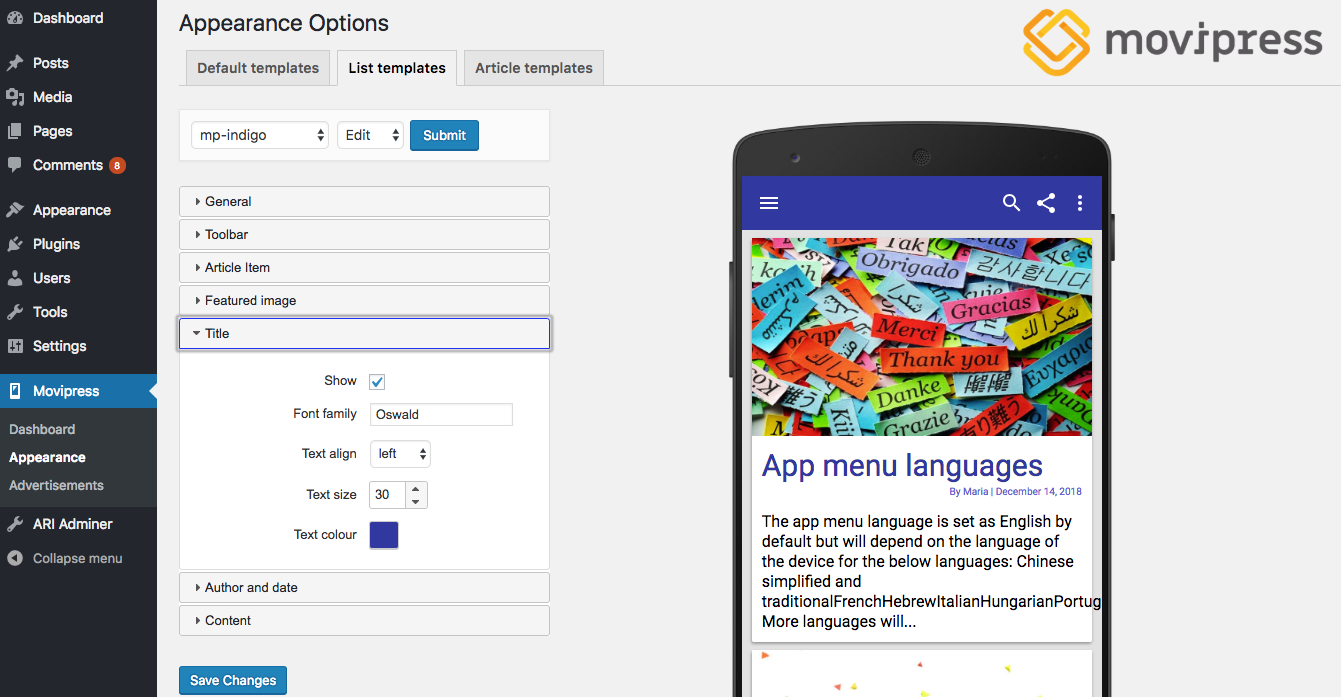 Dashboard
Posts
Media
Pages
Comments 8
Appearance
Plugins
Users
Tools
Settings
Movipress
Dashboard
Appearance
Advertisements
ARI Adminer
Collapse menu
Appearance Options
movipress
Default templates
List templates
Article templates
mp-indigo Edit Submit
General
Toolbar
Article Item
Featured image
Title
Show
Font family Oswald
Text align left
Text size 30
Text colour
Author and date
Content
Save Changes
Tak
Obrigado
감사합니다
Gracias
شكرا لك
Merci
Thank you
Danke
Grazie
App menu languages
By Maria | December 14, 2018
The app menu language is set as English by
default but will depend on the language of
the device for the below languages: Chinese
simplified and
traditionalFrenchHebrewItalianHungarianPortug
More languages will...